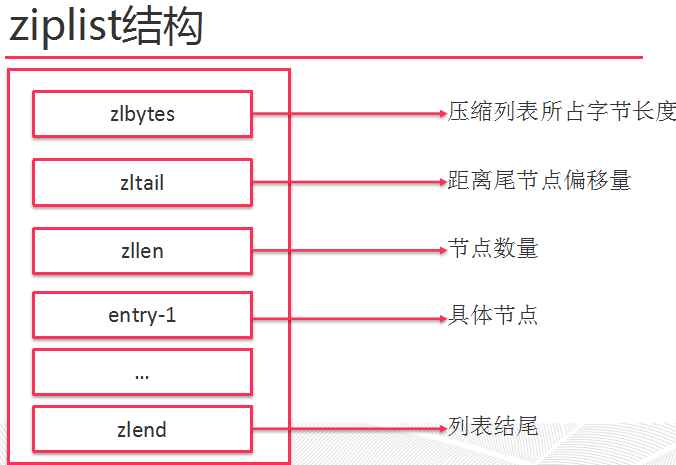 ziplist结构
zlbytes
压缩列表所占字节长度
zltail
距离尾节点偏移量
zllen
节点数量
entry-1
具体节点
...
zlend
列表结尾